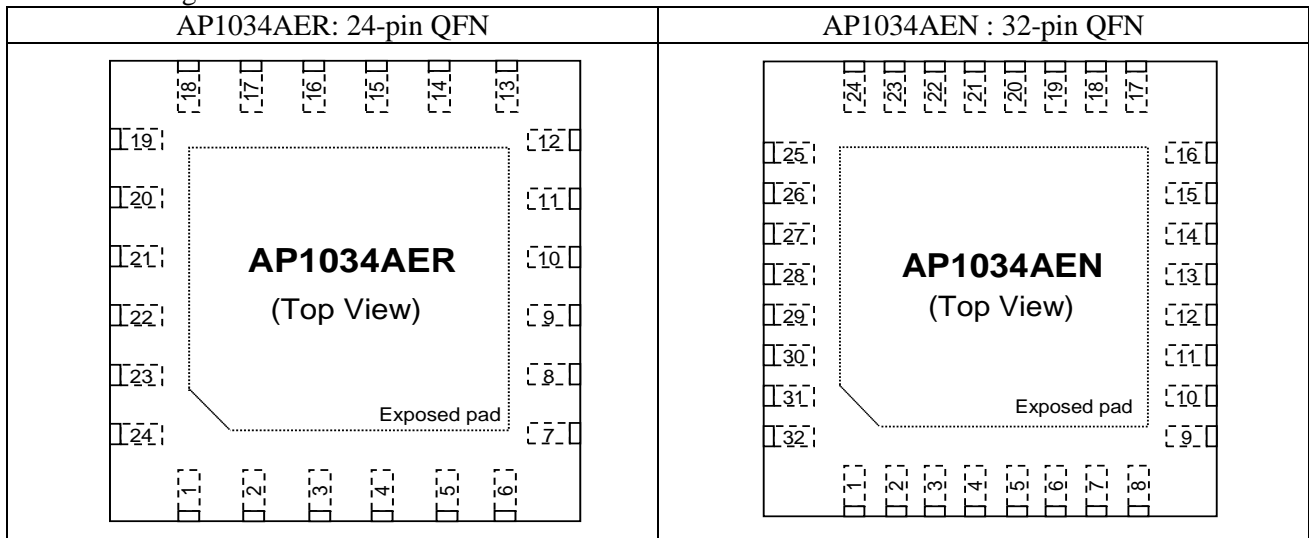 AP1034AER: 24-pin QFN
18 17 16 15 14 13
19 12
20 11
21 10
22 9
23 8
24 7
AP1034AER
(Top View)
Exposed pad
1 2 3 4 5 6
AP1034AEN : 32-pin QFN
24 23 22 21 20 19 18 17
25 16
26 15
27 14
28 13
29 12
30 11
31 10
32 9
AP1034AEN
(Top View)
Exposed pad
1 2 3 4 5 6 7 8